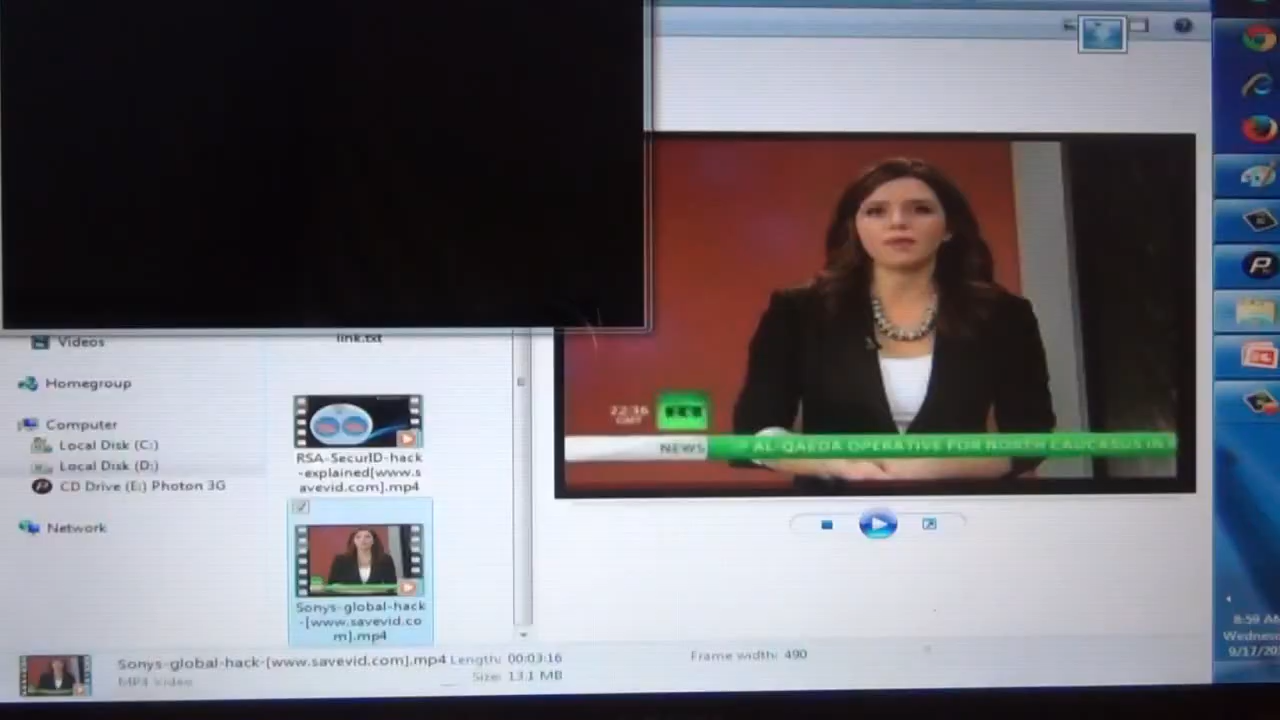 Videos
Homegroup
Computer
Local Disk (C:)
Local Disk (D:)
CD Drive (E:) Photon 3G
Network
link.txt
RSA-SecurID-hack
-explained[www.s
avevid.com].mp4
Sonys-global-hack
-[www.savevid.co
m].mp4
22:36
GMT
NEWS
AL-QAEDA OPERATIVE FOR NORTH CAUCASUS IN
Sonys-global-hack-[www.savevid.com].mp4 Length: 00:03:16
MP4 Video
Size: 13.1 MB
Frame width: 490
8:59 A
Wednes
9/17/20